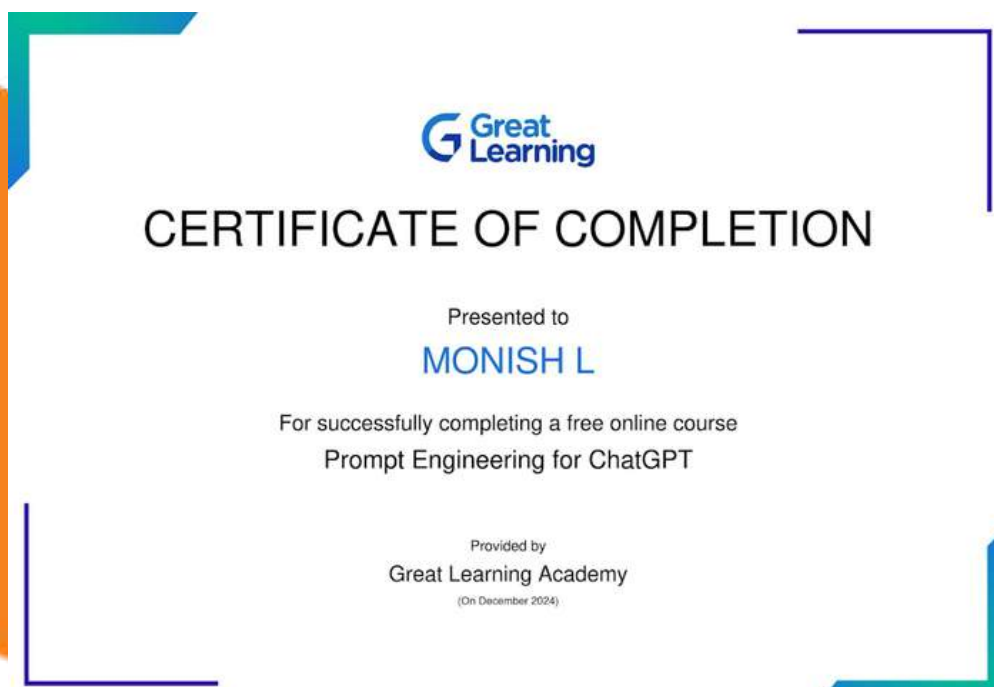 Great
Learning
CERTIFICATE OF COMPLETION
Presented to
MONISH L
For successfully completing a free online course
Prompt Engineering for ChatGPT
Provided by
Great Learning Academy
(On December 2024)